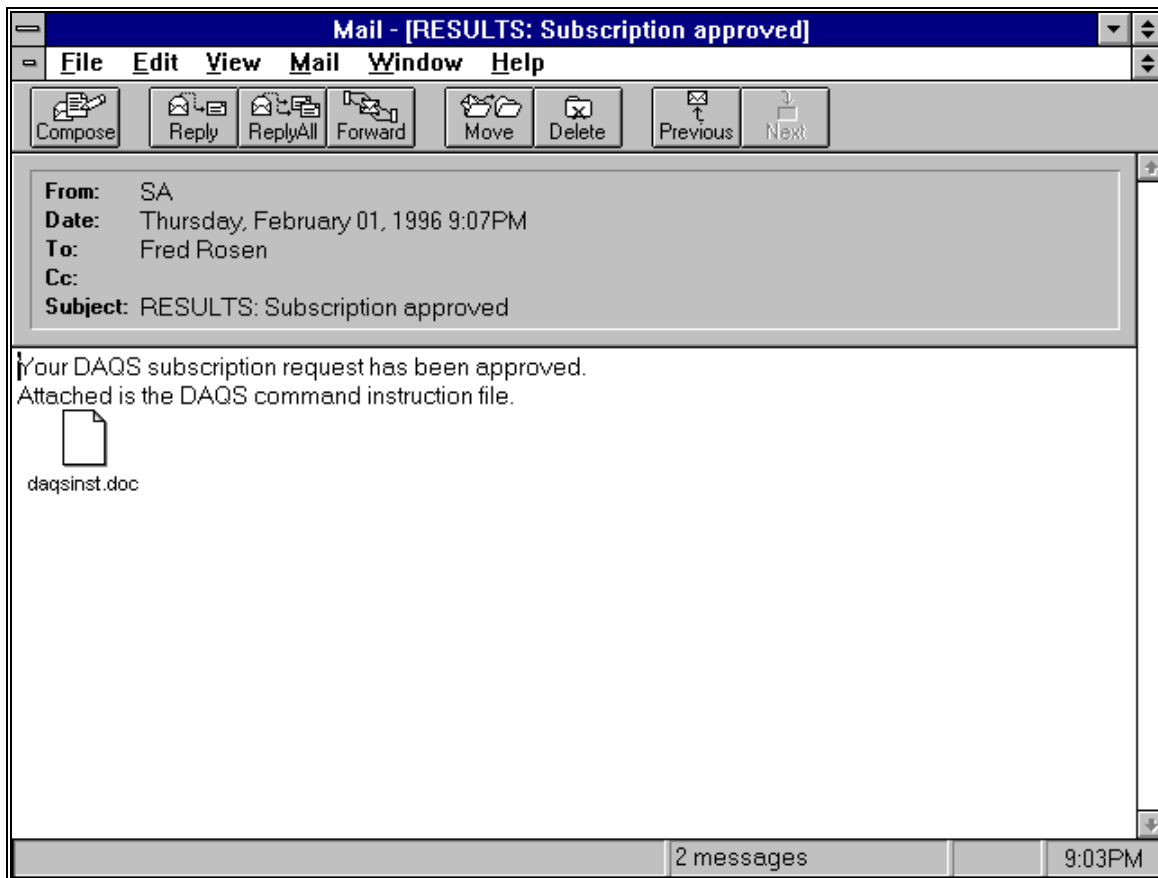 Mail - [RESULTS: Subscription approved]
File Edit View Mail Window Help
Compose Reply ReplyAll Forward Move Delete Previous Next
From: SA
Date: Thursday, February 01, 1996 9:07PM
To: Fred Rosen
Cc:
Subject: RESULTS: Subscription approved
Your DAQS subscription request has been approved.
Attached is the DAQS command instruction file.
daqsinst.doc
2 messages 9:03PM